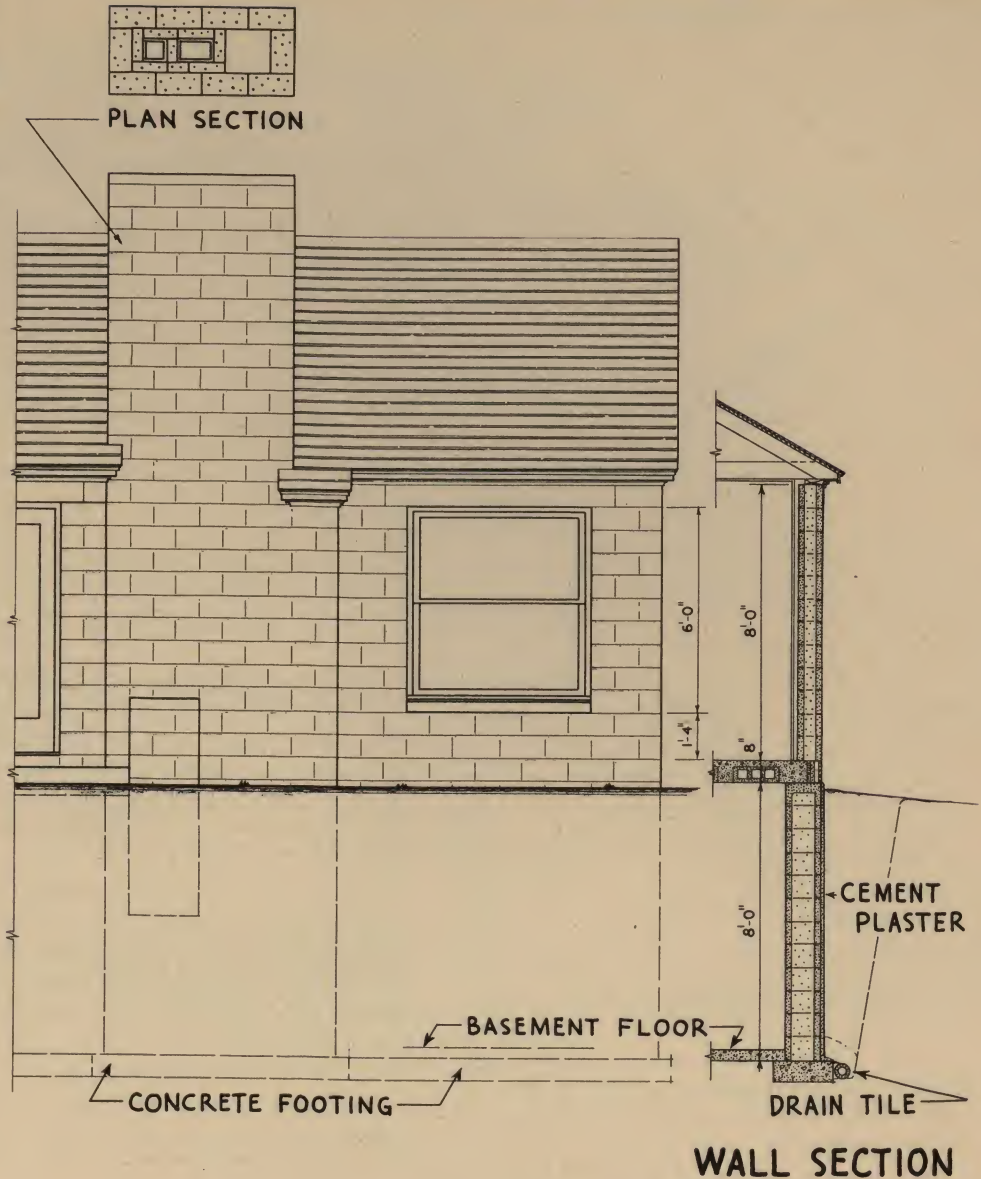 PLAN SECTION
6'-0"
8'-0"
1'-4"
8"
8'-0"
CEMENT
PLASTER
BASEMENT FLOOR
CONCRETE FOOTING
DRAIN TILE
WALL SECTION